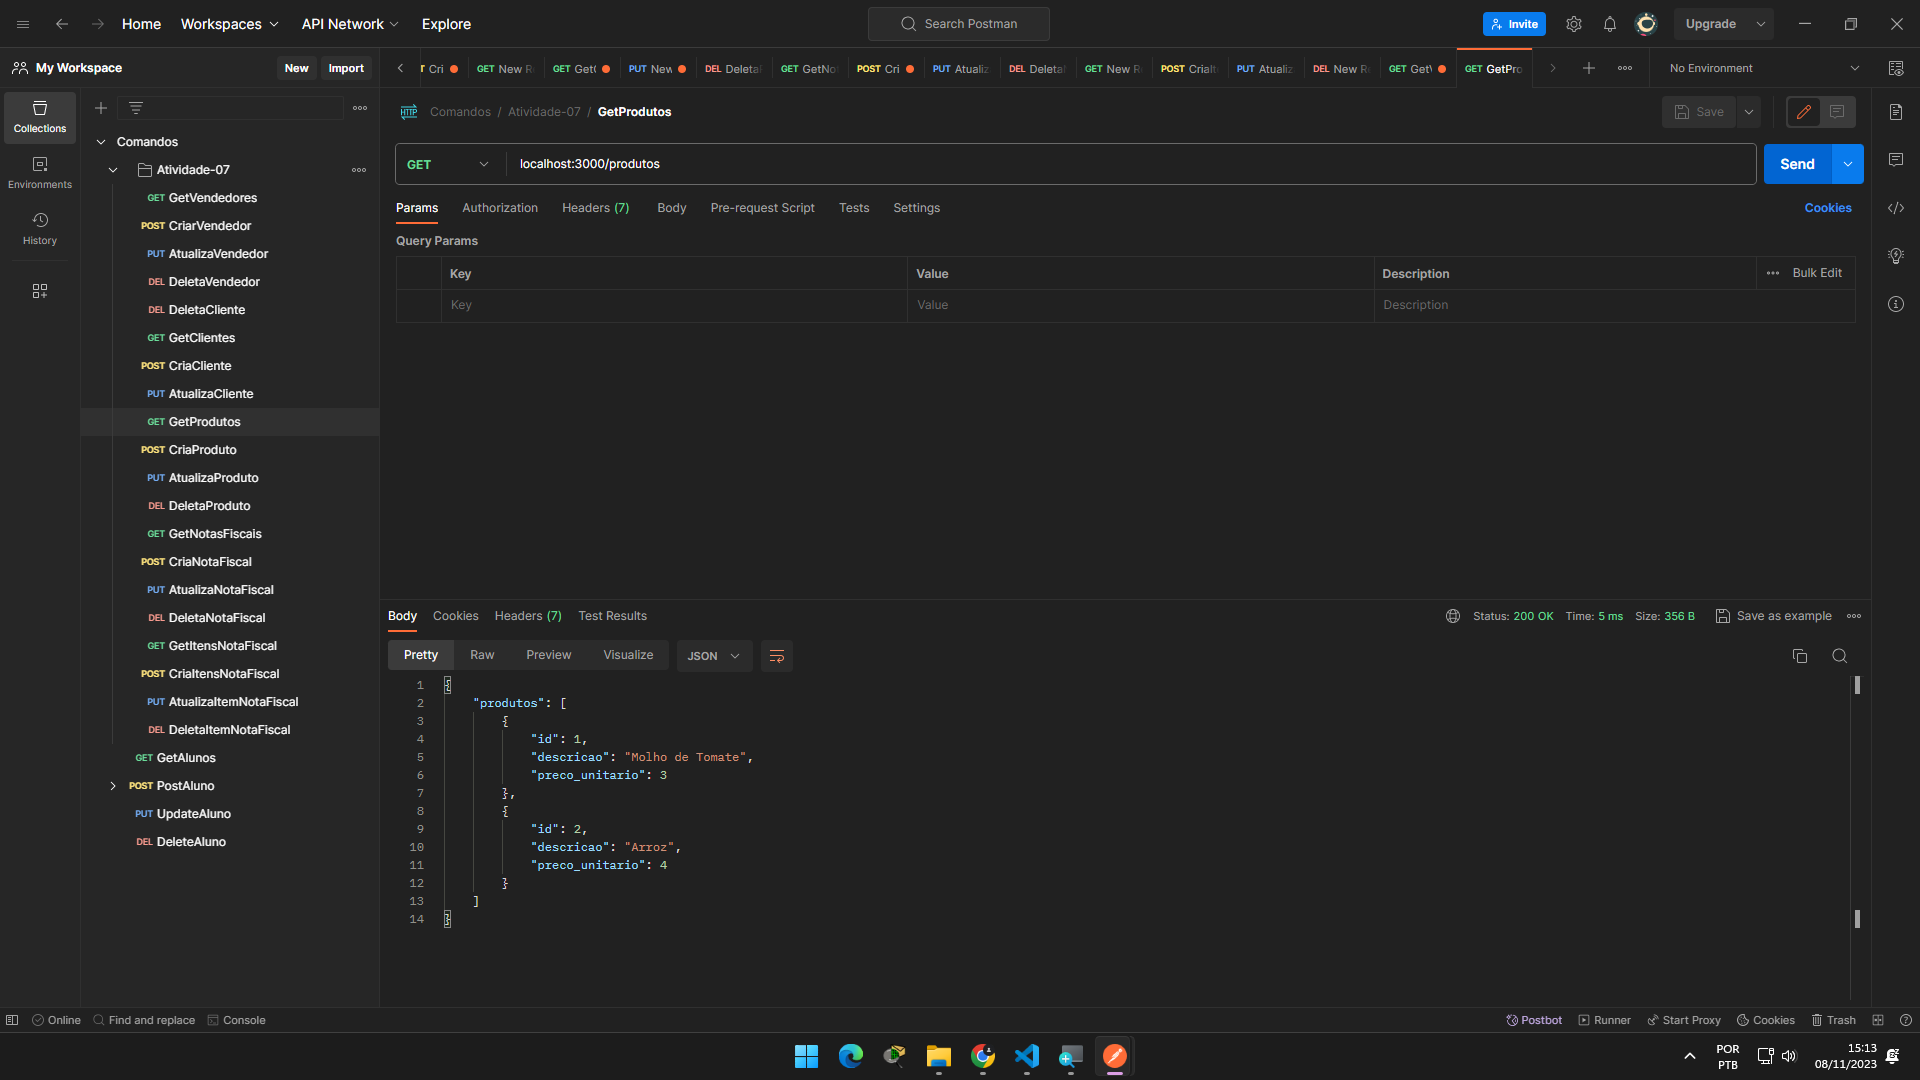 Home Workspaces API Network Explore Search Postman Invite Upgrade
My Workspace New Import
Cri GET New R GET Get PUT New DEL Deleta GET GetNo POST Cri PUT Atualiz DEL Deleta GET New R POST CriaIt PUT Atualiz DEL New R GET Get GET GetPro No Environment
Collections
Environments
History
Comandos
Atividade-07
GET GetVendedores
POST CriarVendedor
PUT AtualizaVendedor
DEL DeletaVendedor
DEL DeletaCliente
GET GetClientes
POST CriaCliente
PUT AtualizaCliente
GET GetProdutos
POST CriaProduto
PUT AtualizaProduto
DEL DeletaProduto
GET GetNotasFiscais
POST CriaNotaFiscal
PUT AtualizaNotaFiscal
DEL DeletaNotaFiscal
GET GetItensNotaFiscal
POST CriaItensNotaFiscal
PUT AtualizaItemNotaFiscal
DEL DeletaItemNotaFiscal
GET GetAlunos
POST PostAluno
PUT UpdateAluno
DEL DeleteAluno
HTTP Comandos / Atividade-07 / GetProdutos Save
GET localhost:3000/produtos Send
Params Authorization Headers (7) Body Pre-request Script Tests Settings Cookies
Query Params
Key Value Description Bulk Edit
Key Value Description
Body Cookies Headers (7) Test Results Status: 200 OK Time: 5 ms Size: 356 B Save as example
Pretty Raw Preview Visualize JSON
1 {
2 "produtos": [
3 {
4 "id": 1,
5 "descricao": "Molho de Tomate",
6 "preco_unitario": 3
7 },
8 {
9 "id": 2,
10 "descricao": "Arroz",
11 "preco_unitario": 4
12 }
13 ]
14 }
Online Find and replace Console Postbot Runner Start Proxy Cookies Trash
POR
PTB
15:13
08/11/2023